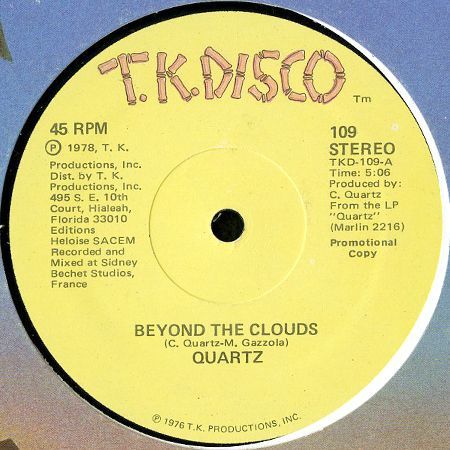 T.K. DISCO
TM
45 RPM
℗ 1978, T. K.
Productions, Inc.
Dist. by T. K.
Productions, Inc.
495 S. E. 10th
Court, Hialeah,
Florida 33010
Editions
Heloise SACEM
Recorded and
Mixed at Sidney
Bechet Studios,
France
109
STEREO
TKD-109-A
Time: 5:06
Produced by:
C. Quartz
From the LP
"Quartz"
(Marlin 2216)
Promotional
Copy
BEYOND THE CLOUDS
(C. Quartz-M. Gazzola)
QUARTZ
℗ 1976 T.K. PRODUCTIONS, INC.